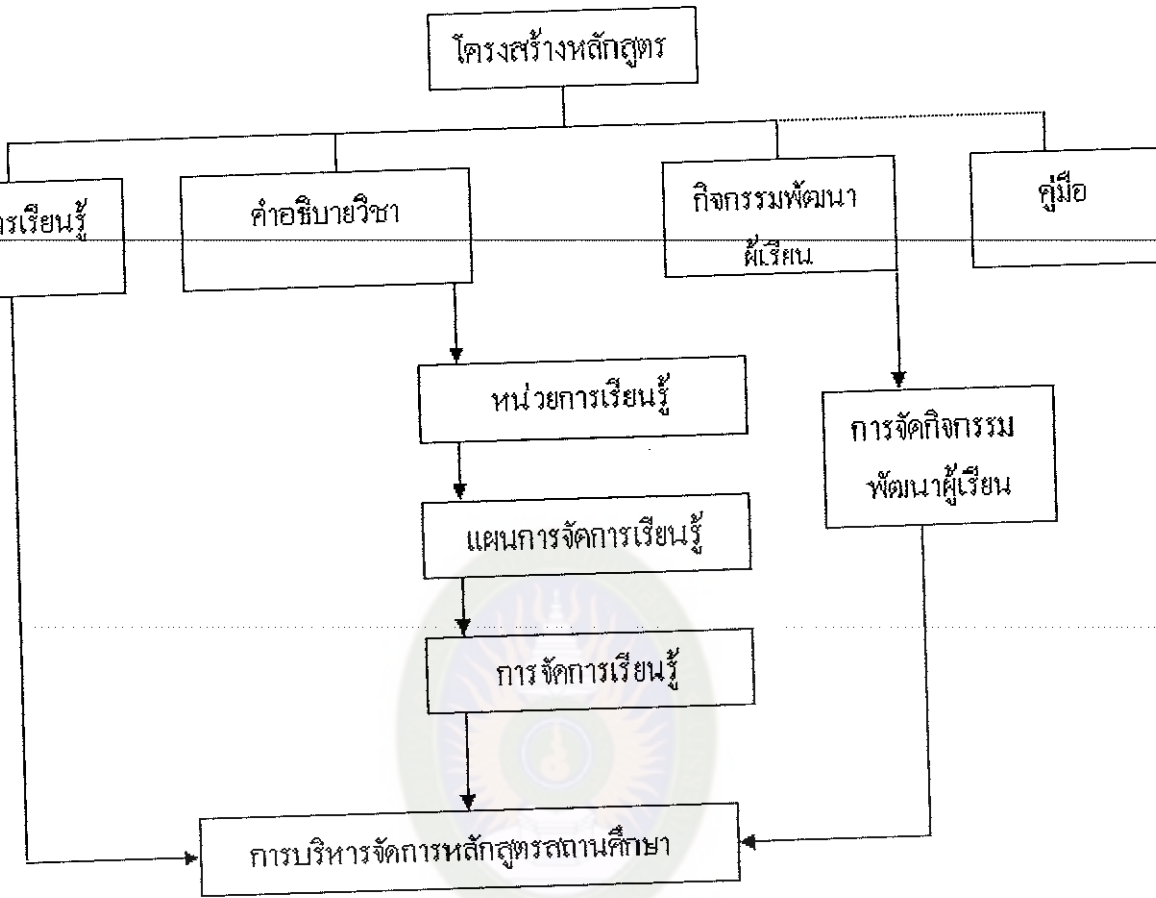 โครงสร้างหลักสูตร
การเรียนรู้
คำอธิบายวิชา
กิจกรรมพัฒนา
ผู้เรียน
คู่มือ
หน่วยการเรียนรู้
การจัดกิจกรรม
พัฒนาผู้เรียน
แผนการจัดการเรียนรู้
การจัดการเรียนรู้
การบริหารจัดการหลักสูตรสถานศึกษา